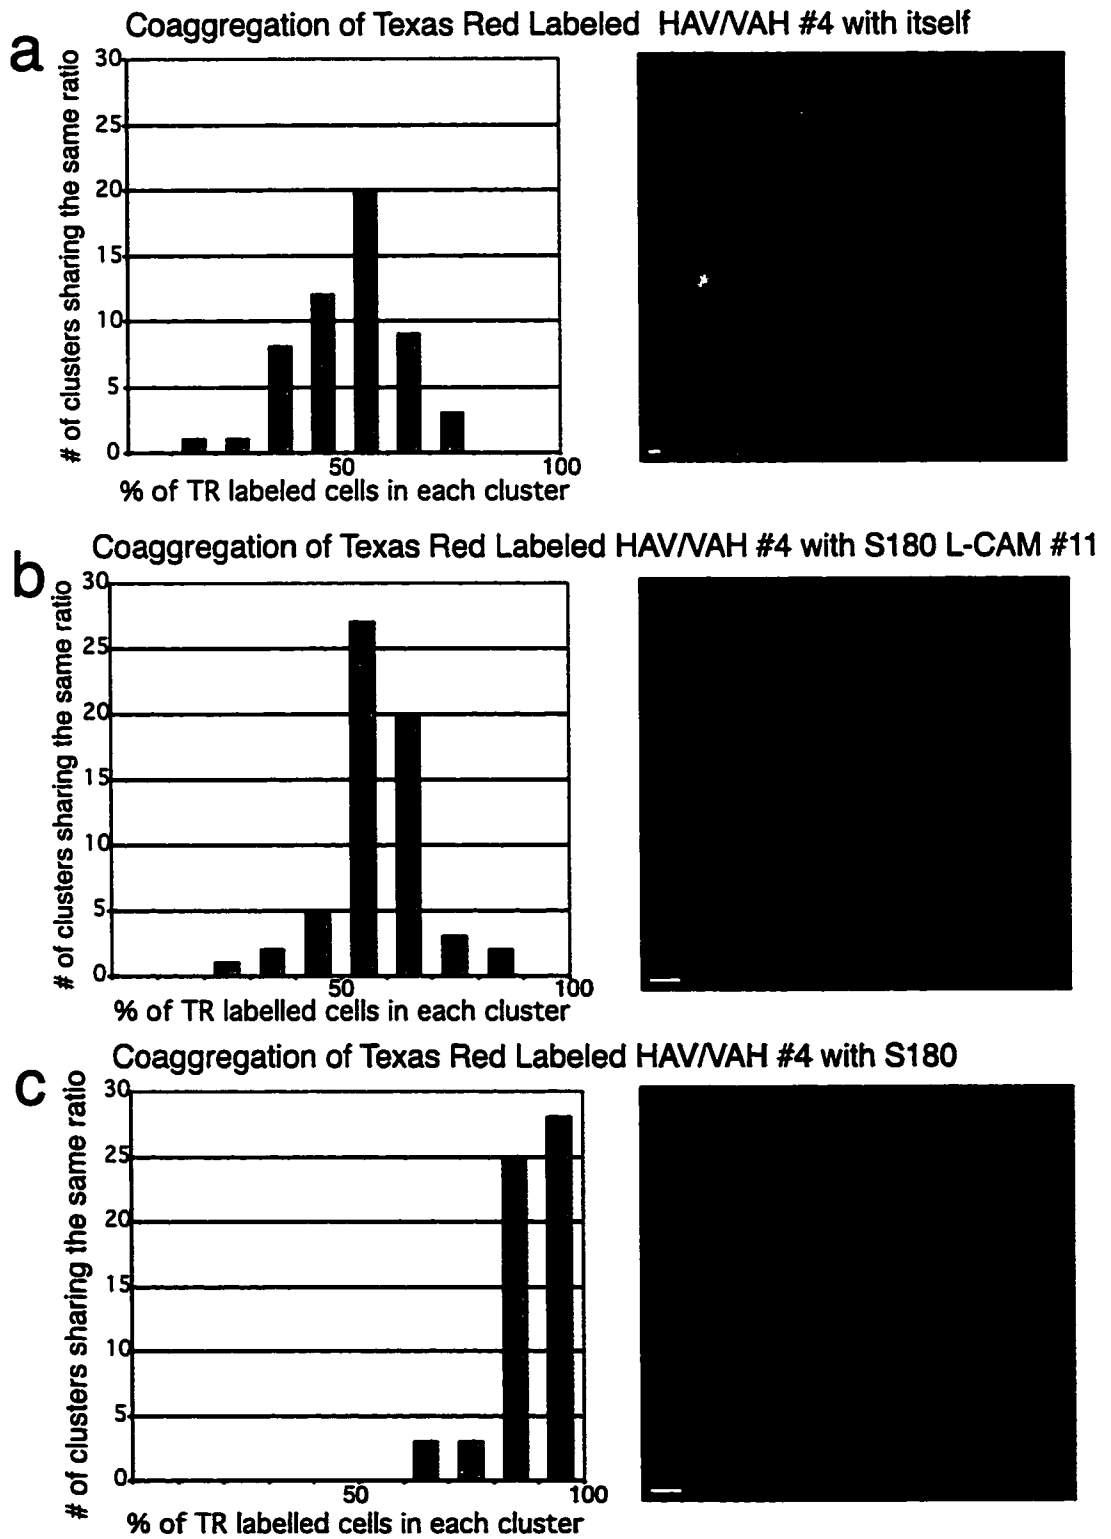 Coaggregation of Texas Red Labeled HAV/VAH #4 with itself
a
# of clusters sharing the same ratio
30
25
20
15
10
5
0
50
100
% of TR labeled cells in each cluster
Coaggregation of Texas Red Labeled HAV/VAH #4 with S180 L-CAM #11
b
# of clusters sharing the same ratio
30
25
20
15
10
5
0
50
100
% of TR labelled cells in each cluster
Coaggregation of Texas Red Labeled HAV/VAH #4 with S180
c
# of clusters sharing the same ratio
30
25
20
15
10
5
0
50
100
% of TR labelled cells in each cluster